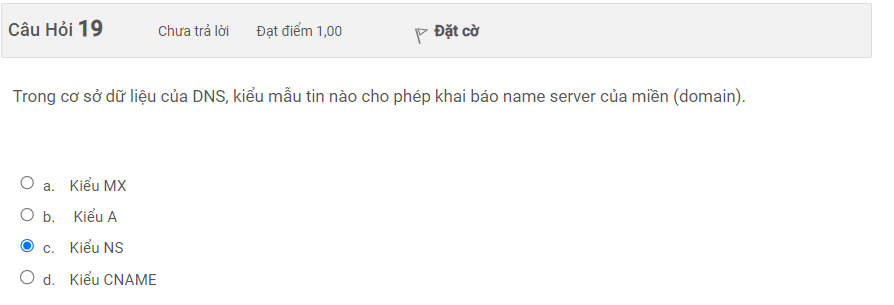 Câu Hỏi 19 Chưa trả lời Đạt điểm 1,00 Đặt cờ
Trong cơ sở dữ liệu của DNS, kiểu mẫu tin nào cho phép khai báo name server của miền (domain).
a. Kiểu MX
b. Kiểu A
c. Kiểu NS
d. Kiểu CNAME